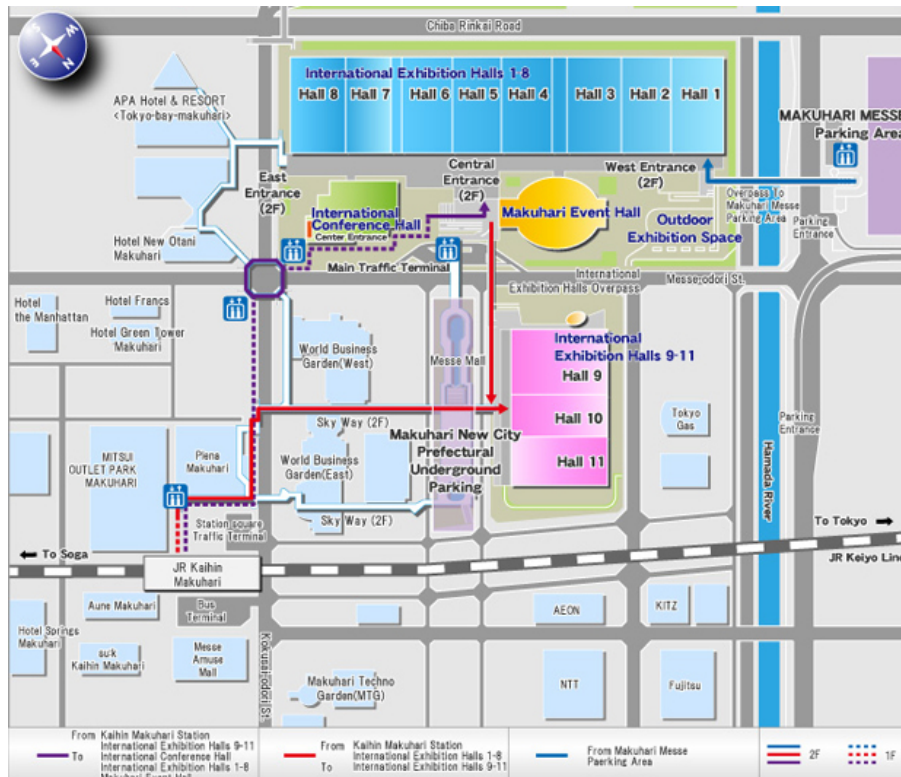 Chiba Rinkai Road
W
S
N
E
International Exhibition Halls 1-8
Hall 8
Hall 7
Hall 6
Hall 5
Hall 4
Hall 3
Hall 2
Hall 1
APA Hotel & RESORT
<Tokyo-bay-makuhari>
MAKUHARI MESSE
Parking Area
East
Entrance
(2F)
Central
Entrance
(2F)
West Entrance
(2F)
International
Conference Hall
Center Entrance
Makuhari Event Hall
Outdoor
Exhibition Space
Overpass To
Makuhari Messe
Parking Area
Parking
Entrance
Hotel New Otani
Makuhari
Main Traffic Terminal
International
Exhibition Halls Overpass
Messe-odori St.
Hotel
the Manhattan
Hotel Francs
Hotel Green Tower
Makuhari
World Business
Garden(West)
Messe Mall
International
Exhibition Halls 9-11
Hall 9
Hall 10
Hall 11
Tokyo
Gas
Parking
Entrance
Sky Way (2F)
Makuhari New City
Prefectural
Underground
Parking
MITSUI
OUTLET PARK
MAKUHARI
Plena
Makuhari
World Business
Garden(East)
Hamada River
Station square
Traffic Terminal
Sky Way (2F)
To Soga
To Tokyo
JR Kaihin
Makuhari
JR Keiyo Line
Aune Makuhari
Bus
Terminal
AEON
KITZ
Hotel Springs
Makuhari
su:k
Kaihin Makuhari
Messe
Amuse
Mall
Kokusai-odori St.
Makuhari Techno
Garden(MTG)
NTT
Fujitsu
From Kaihin Makuhari Station
International Exhibition Halls 9-11
To International Conference Hall
International Exhibition Halls 1-8
Makuhari Event Hall
From Kaihin Makuhari Station
International Exhibition Halls 1-8
To International Exhibition Halls 9-11
From Makuhari Messe
Paerking Area
2F
1F